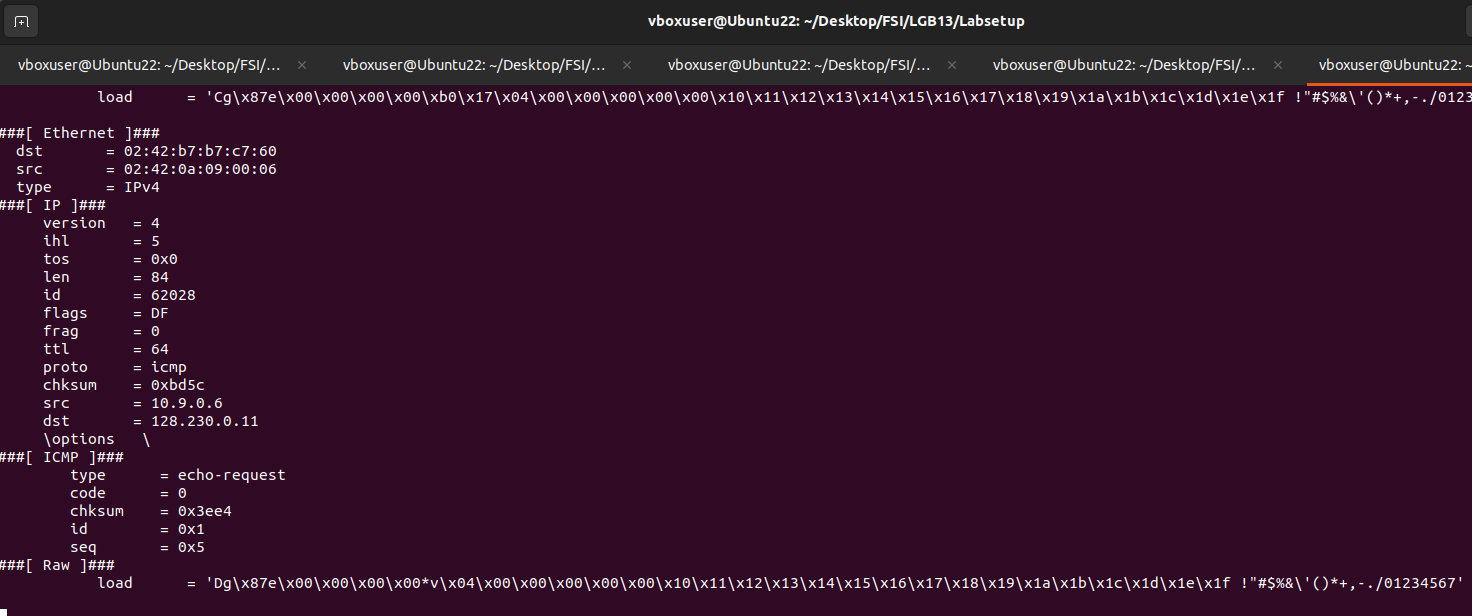 vboxuser@Ubuntu22: ~/Desktop/FSI/LGB13/Labsetup
vboxuser@Ubuntu22: ~/Desktop/FSI/... × vboxuser@Ubuntu22: ~/Desktop/FSI/... × vboxuser@Ubuntu22: ~/Desktop/FSI/... × vboxuser@Ubuntu22: ~/Desktop/FSI/... × vboxuser@Ubuntu22: ~
load = 'Cg\x87e\x00\x00\x00\x00\xb0\x17\x04\x00\x00\x00\x00\x00\x10\x11\x12\x13\x14\x15\x16\x17\x18\x19\x1a\x1b\x1c\x1d\x1e\x1f !"#$%&\'()*+,-./0123
###[ Ethernet ]###
dst = 02:42:b7:b7:c7:60
src = 02:42:0a:09:00:06
type = IPv4
###[ IP ]###
version = 4
ihl = 5
tos = 0x0
len = 84
id = 62028
flags = DF
frag = 0
ttl = 64
proto = icmp
chksum = 0xbd5c
src = 10.9.0.6
dst = 128.230.0.11
\options \
###[ ICMP ]###
type = echo-request
code = 0
chksum = 0x3ee4
id = 0x1
seq = 0x5
###[ Raw ]###
load = 'Dg\x87e\x00\x00\x00\x00*v\x04\x00\x00\x00\x00\x00\x10\x11\x12\x13\x14\x15\x16\x17\x18\x19\x1a\x1b\x1c\x1d\x1e\x1f !"#$%&\'()*+,-./01234567'